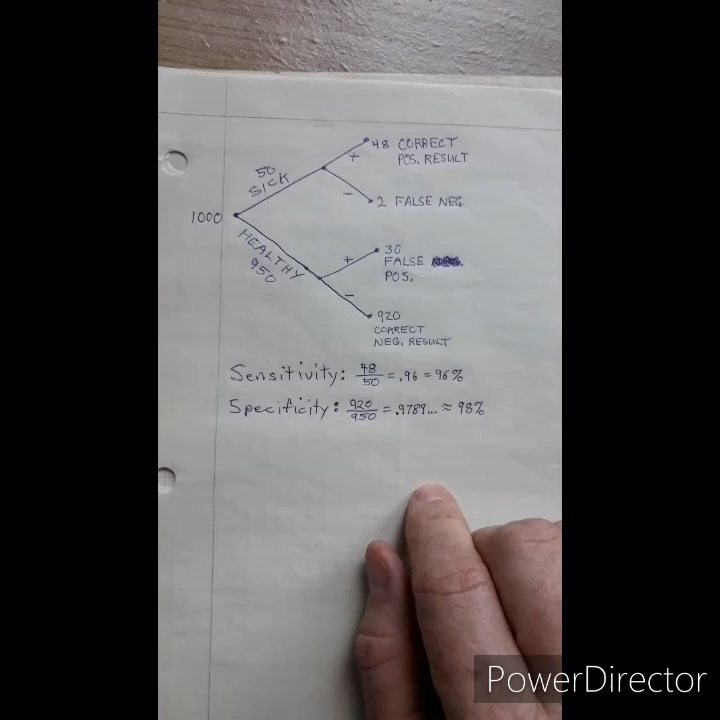 48 CORRECT
POS. RESULT
+
50
SICK
−
2 FALSE NEG.
1000
HEALTHY
950
+
30
FALSE
POS.
−
920
CORRECT
NEG. RESULT
Sensitivity: 48/50 = .96 = 96%
Specificity: 920/950 = .9789... ≈ 98%
PowerDirector